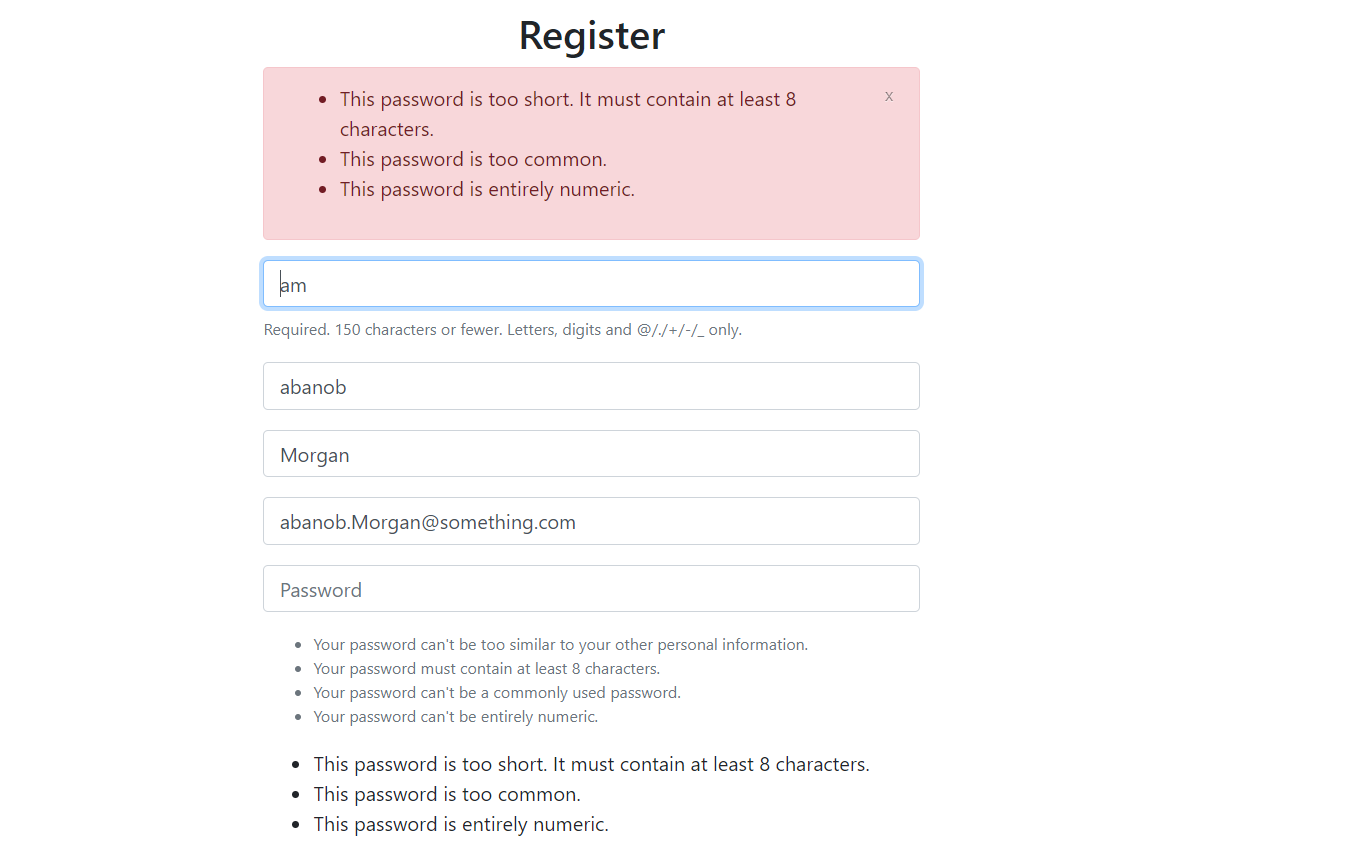 Register
This password is too short. It must contain at least 8
characters.
x
This password is too common.
This password is entirely numeric.
am
Required. 150 characters or fewer. Letters, digits and @/./+/-/_ only.
abanob
Morgan
abanob.Morgan@something.com
Password
Your password can't be too similar to your other personal information.
Your password must contain at least 8 characters.
Your password can't be a commonly used password.
Your password can't be entirely numeric.
This password is too short. It must contain at least 8 characters.
This password is too common.
This password is entirely numeric.